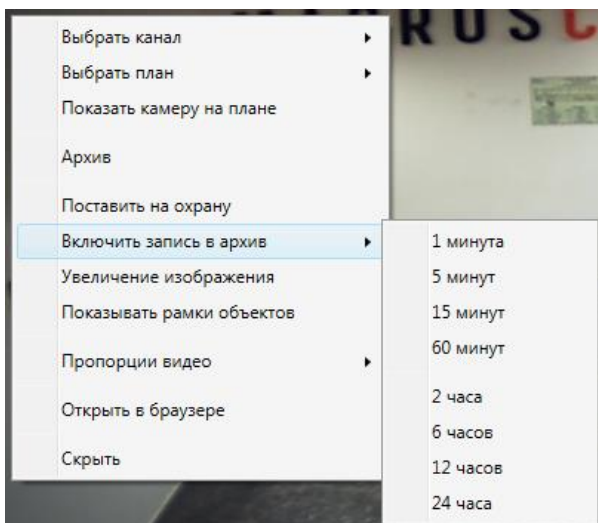 RUSC
Выбрать канал
Выбрать план
Показать камеру на плане
Архив
Поставить на охрану
Включить запись в архив
Увеличение изображения
Показывать рамки объектов
Пропорции видео
Открыть в браузере
Скрыть
1 минута
5 минут
15 минут
60 минут
2 часа
6 часов
12 часов
24 часа